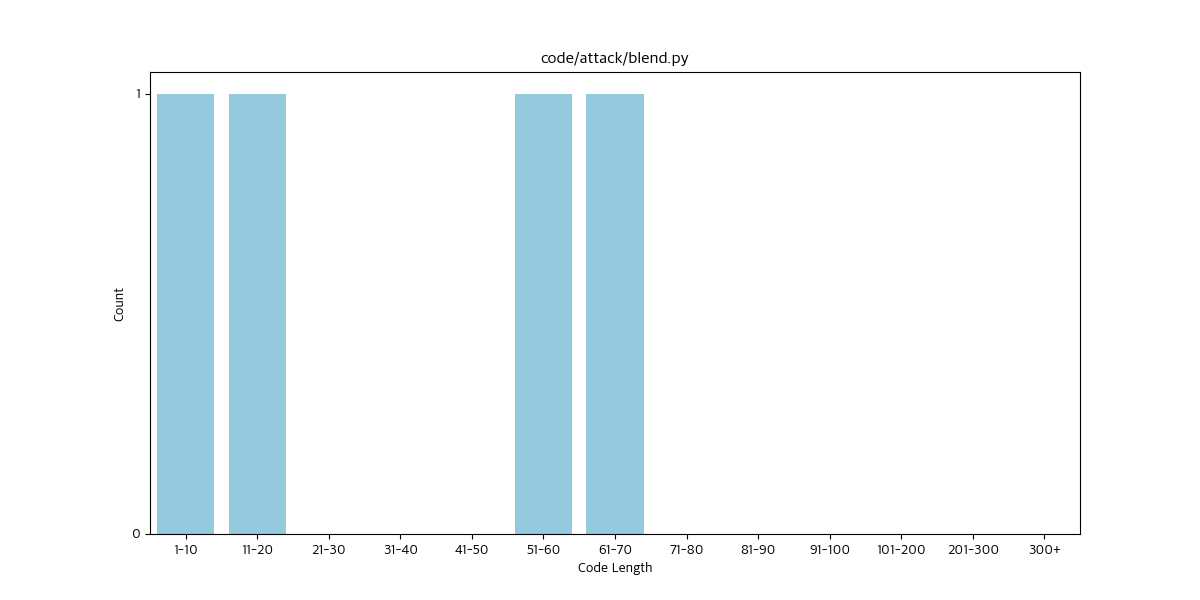 code/attack/blend.py
1
Count
0
1-10 11-20 21-30 31-40 41-50 51-60 61-70 71-80 81-90 91-100 101-200 201-300 300+
Code Length